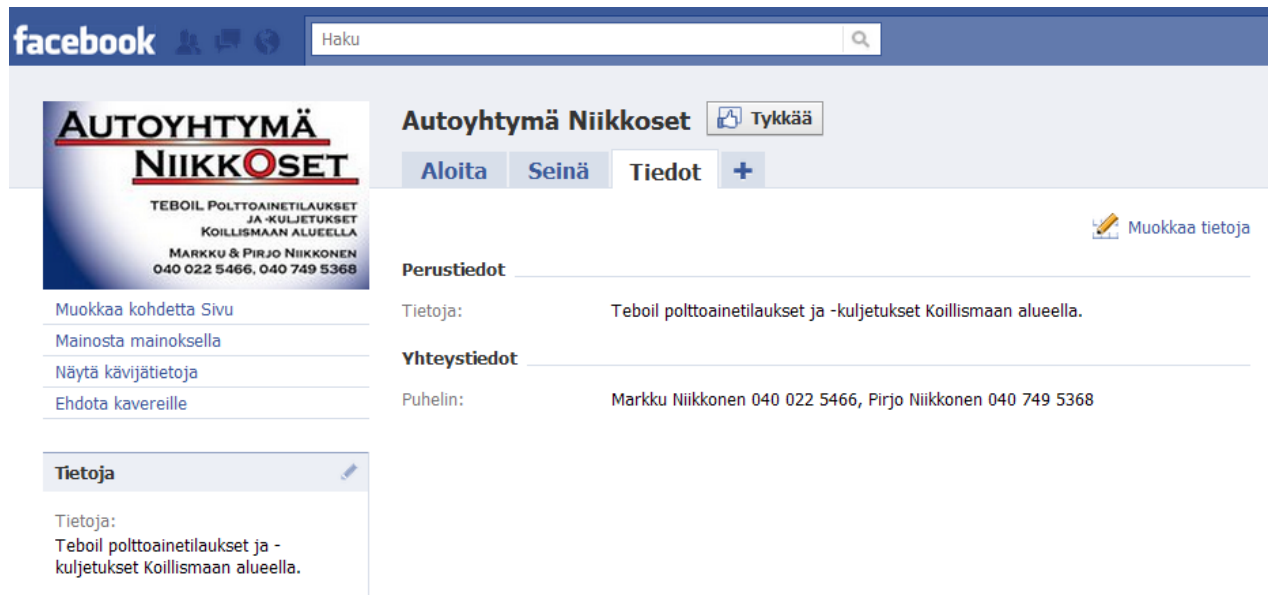 facebook
Haku
AUTOYHTYMÄ
NIIKKOSET
TEBOIL POLTTOAINETILAUKSET
JA -KULJETUKSET
KOILLISMAAN ALUEELLA
MARKKU & PIRJO NIIKKONEN
040 022 5466, 040 749 5368
Muokkaa kohdetta Sivu
Mainosta mainoksella
Näytä kävijätietoja
Ehdota kavereille
Tietoja
Tietoja:
Teboil polttoainetilaukset ja -
kuljetukset Koillismaan alueella.
Autoyhtymä Niikkoset Tykkää
Aloita Seinä Tiedot +
Muokkaa tietoja
Perustiedot
Tietoja: Teboil polttoainetilaukset ja -kuljetukset Koillismaan alueella.
Yhteystiedot
Puhelin: Markku Niikkonen 040 022 5466, Pirjo Niikkonen 040 749 5368